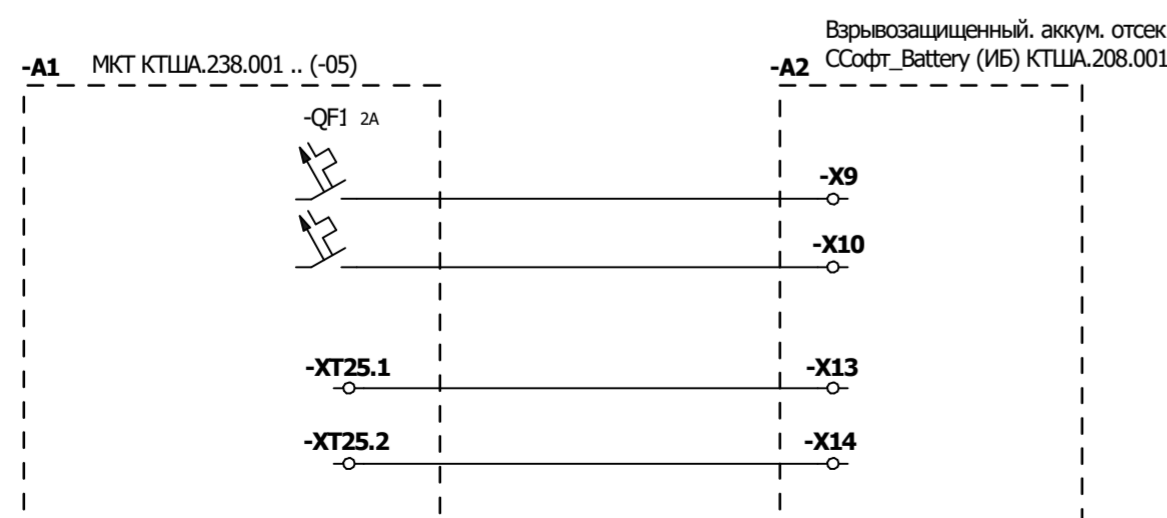 Взрывозащищенный. аккум. отсек
-A1 МКТ КТША.238.001 .. (-05)
-A2 ССофт_Battery (ИБ) КТША.208.001
-QF1 2A
-X9
-X10
-XT25.1
-X13
-XT25.2
-X14